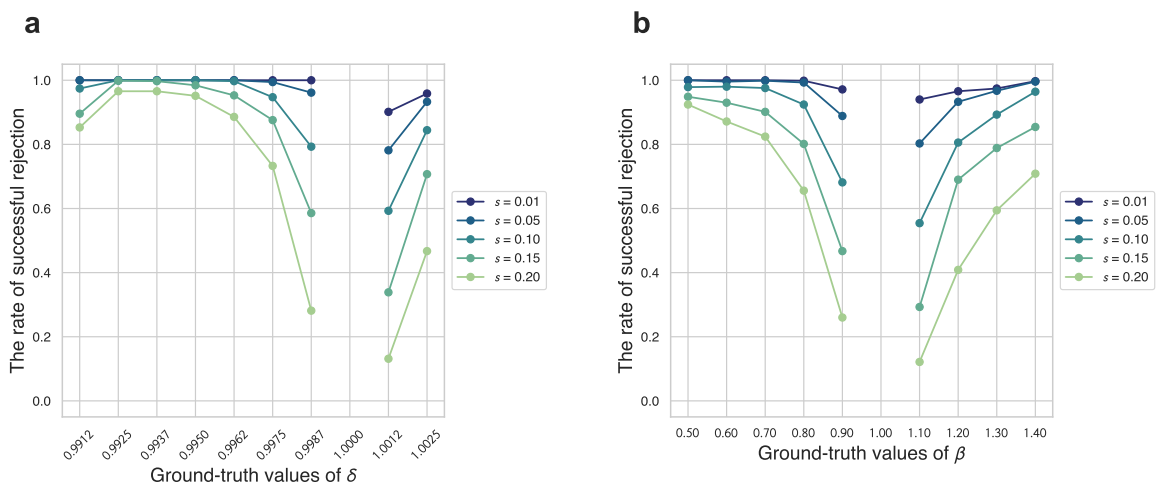 a
The rate of successful rejection
1.0
0.8
0.6
0.4
0.2
0.0
0.9912
0.9925
0.9937
0.9950
0.9962
0.9975
0.9987
1.0000
1.0012
1.0025
Ground-truth values of δ
s = 0.01
s = 0.05
s = 0.10
s = 0.15
s = 0.20
b
The rate of successful rejection
1.0
0.8
0.6
0.4
0.2
0.0
0.50 0.60 0.70 0.80 0.90 1.00 1.10 1.20 1.30 1.40
Ground-truth values of β
s = 0.01
s = 0.05
s = 0.10
s = 0.15
s = 0.20